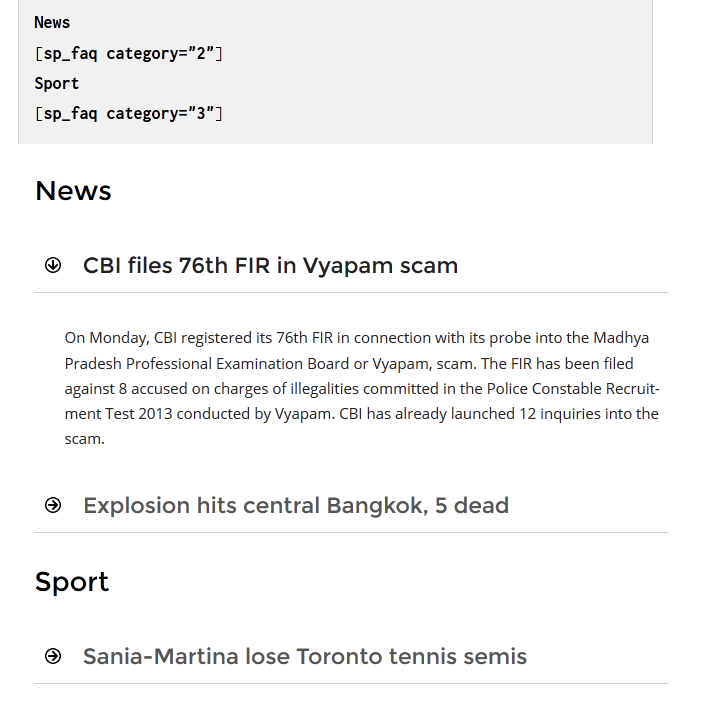 News
[sp_faq category="2"]
Sport
[sp_faq category="3"]
News
CBI files 76th FIR in Vyapam scam
On Monday, CBI registered its 76th FIR in connection with its probe into the Madhya
Pradesh Professional Examination Board or Vyapam, scam. The FIR has been filed
against 8 accused on charges of illegalities committed in the Police Constable Recruit-
ment Test 2013 conducted by Vyapam. CBI has already launched 12 inquiries into the
scam.
Explosion hits central Bangkok, 5 dead
Sport
Sania-Martina lose Toronto tennis semis